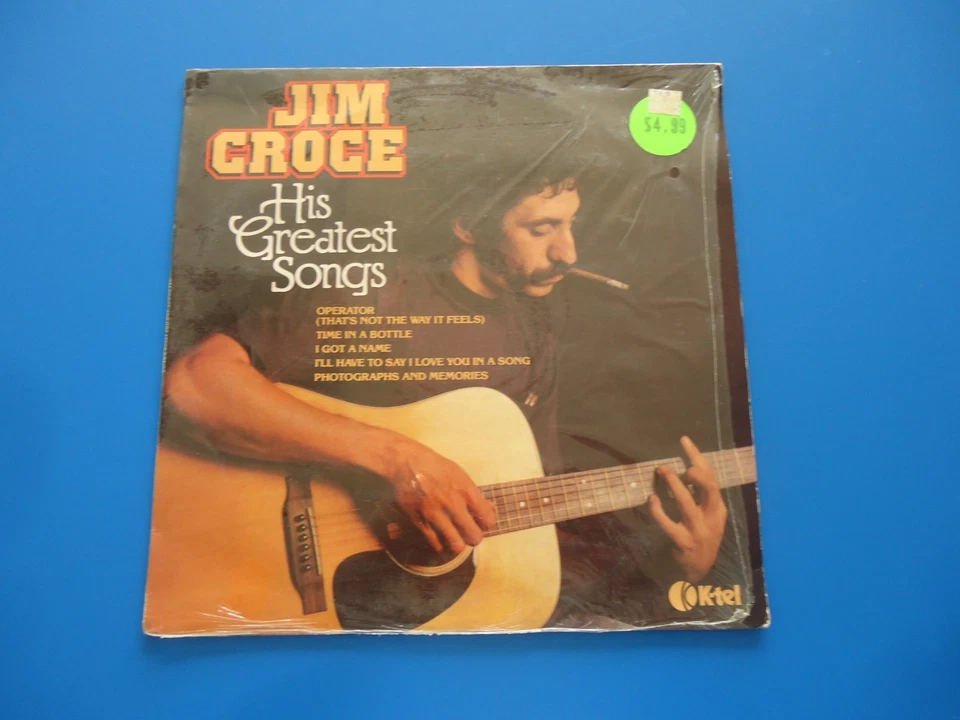 JIM
CROCE
His
Greatest
Songs
$4.99
OPERATOR
(THAT'S NOT THE WAY IT FEELS)
TIME IN A BOTTLE
I GOT A NAME
I'LL HAVE TO SAY I LOVE YOU IN A SONG
PHOTOGRAPHS AND MEMORIES
K-tel